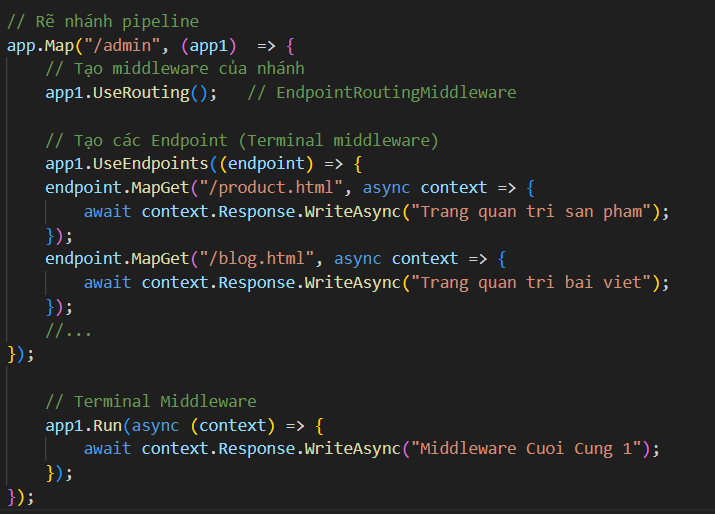 // Rẽ nhánh pipeline
app.Map("/admin", (app1)  => {
    // Tạo middleware của nhánh
    app1.UseRouting();   // EndpointRoutingMiddleware

    // Tạo các Endpoint (Terminal middleware)
    app1.UseEndpoints((endpoint) => {
    endpoint.MapGet("/product.html", async context => {
        await context.Response.WriteAsync("Trang quan tri san pham");
    });
    endpoint.MapGet("/blog.html", async context => {
        await context.Response.WriteAsync("Trang quan tri bai viet");
    });
    //...
});

    // Terminal Middleware
    app1.Run(async (context) => {
        await context.Response.WriteAsync("Middleware Cuoi Cung 1");
    });
});